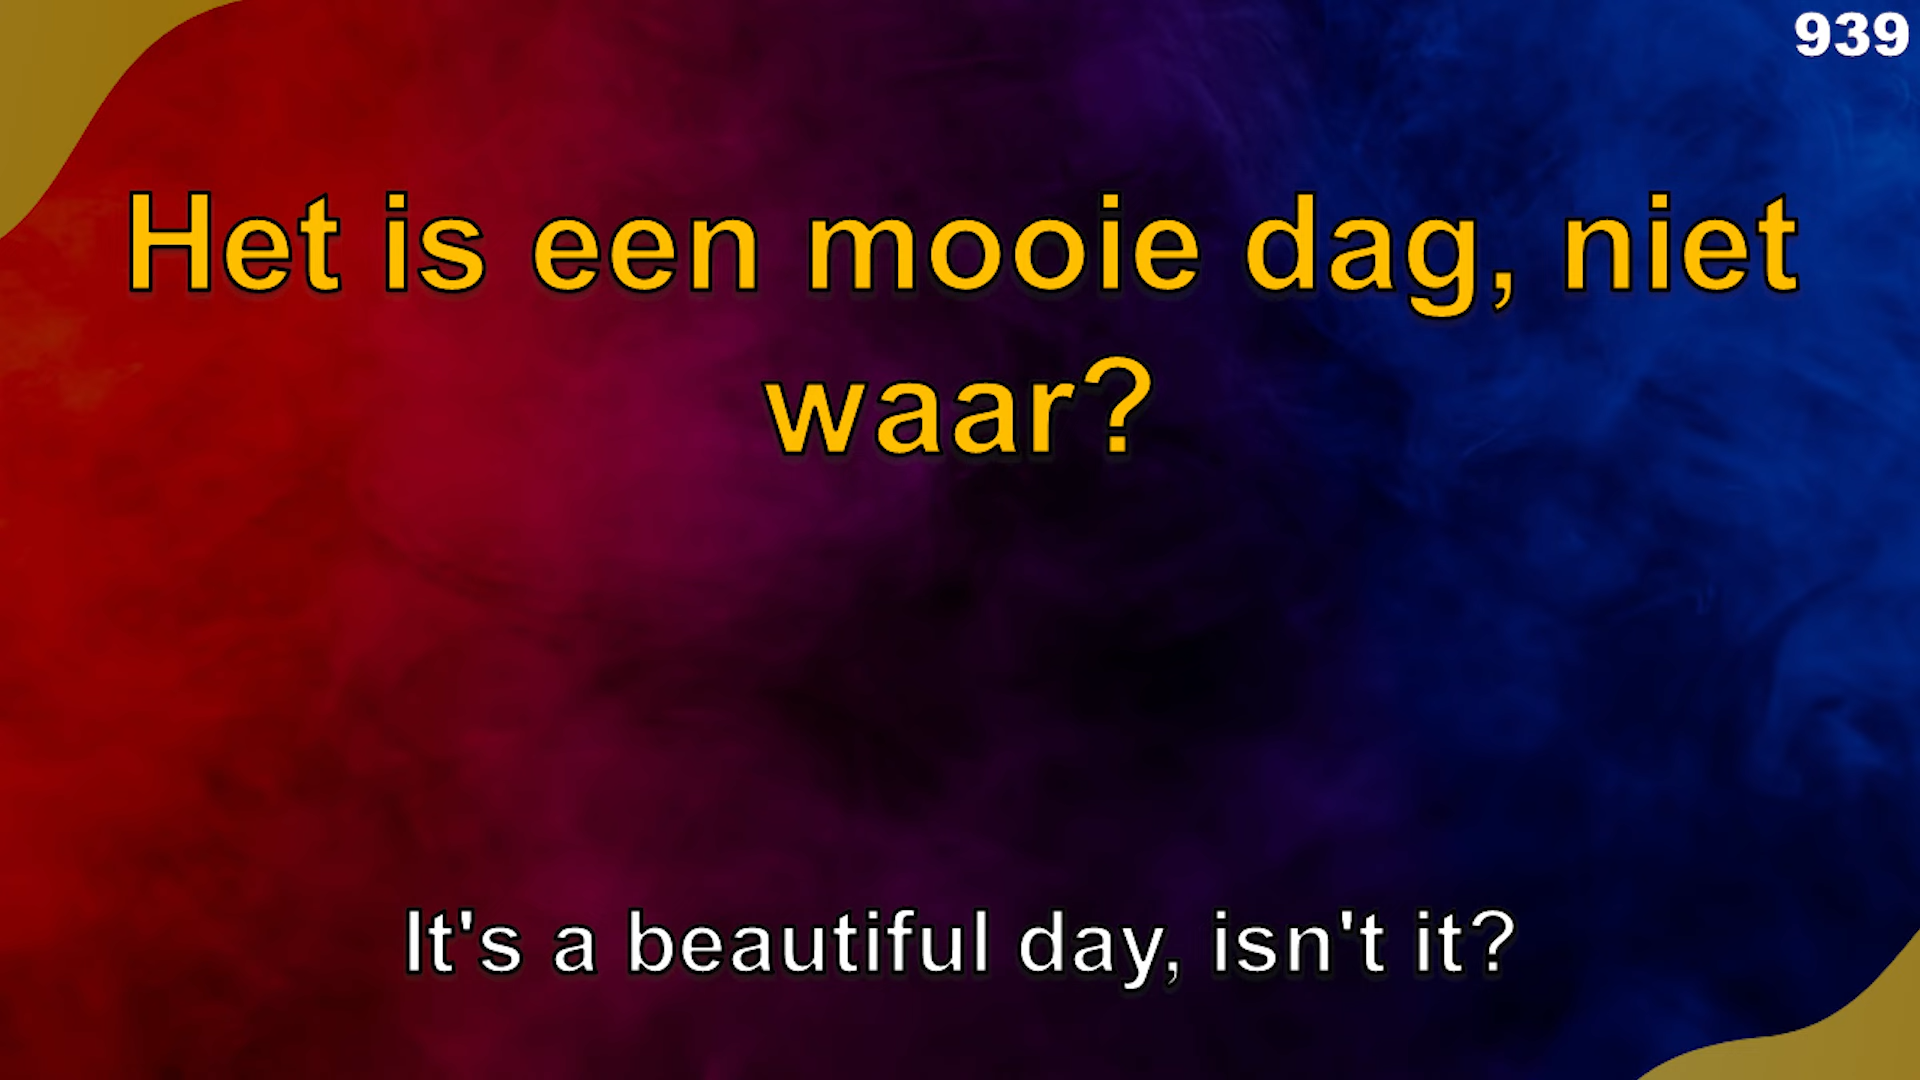 939
Het is een mooie dag, niet
waar?
It's a beautiful day, isn't it?